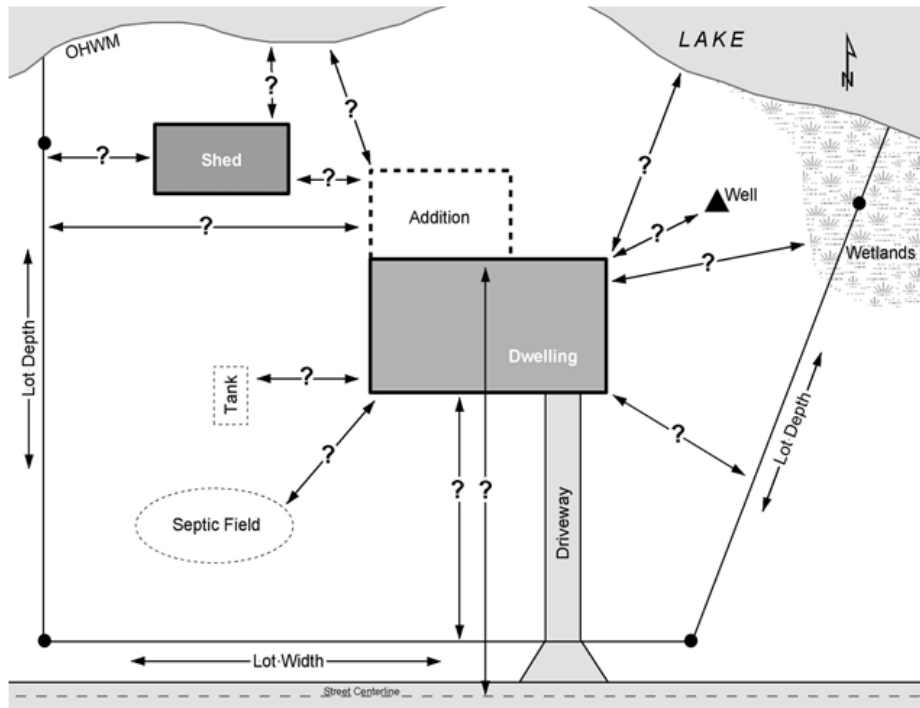 OHWM
LAKE
N
?
?
?
Shed
?
?
?
?
Well
Addition
?
?
Wetlands
Lot Depth
Dwelling
Tank
?
?
?
Lot Depth
?
?
Septic Field
Driveway
Lot Width
Street Centerline